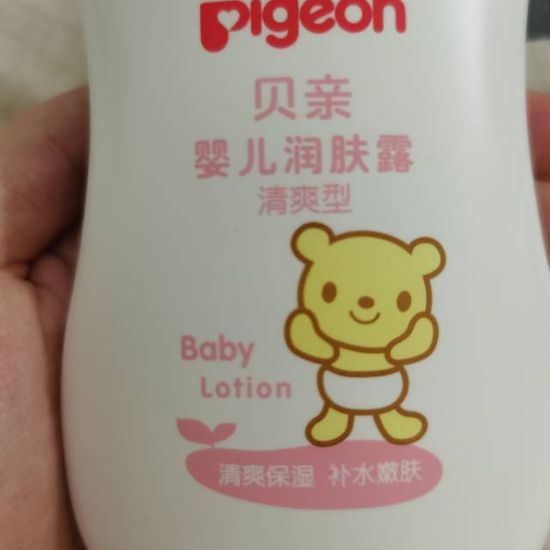 Pigeon
贝亲
婴儿润肤露
清爽型
Baby
Lotion
清爽保湿 补水嫩肤